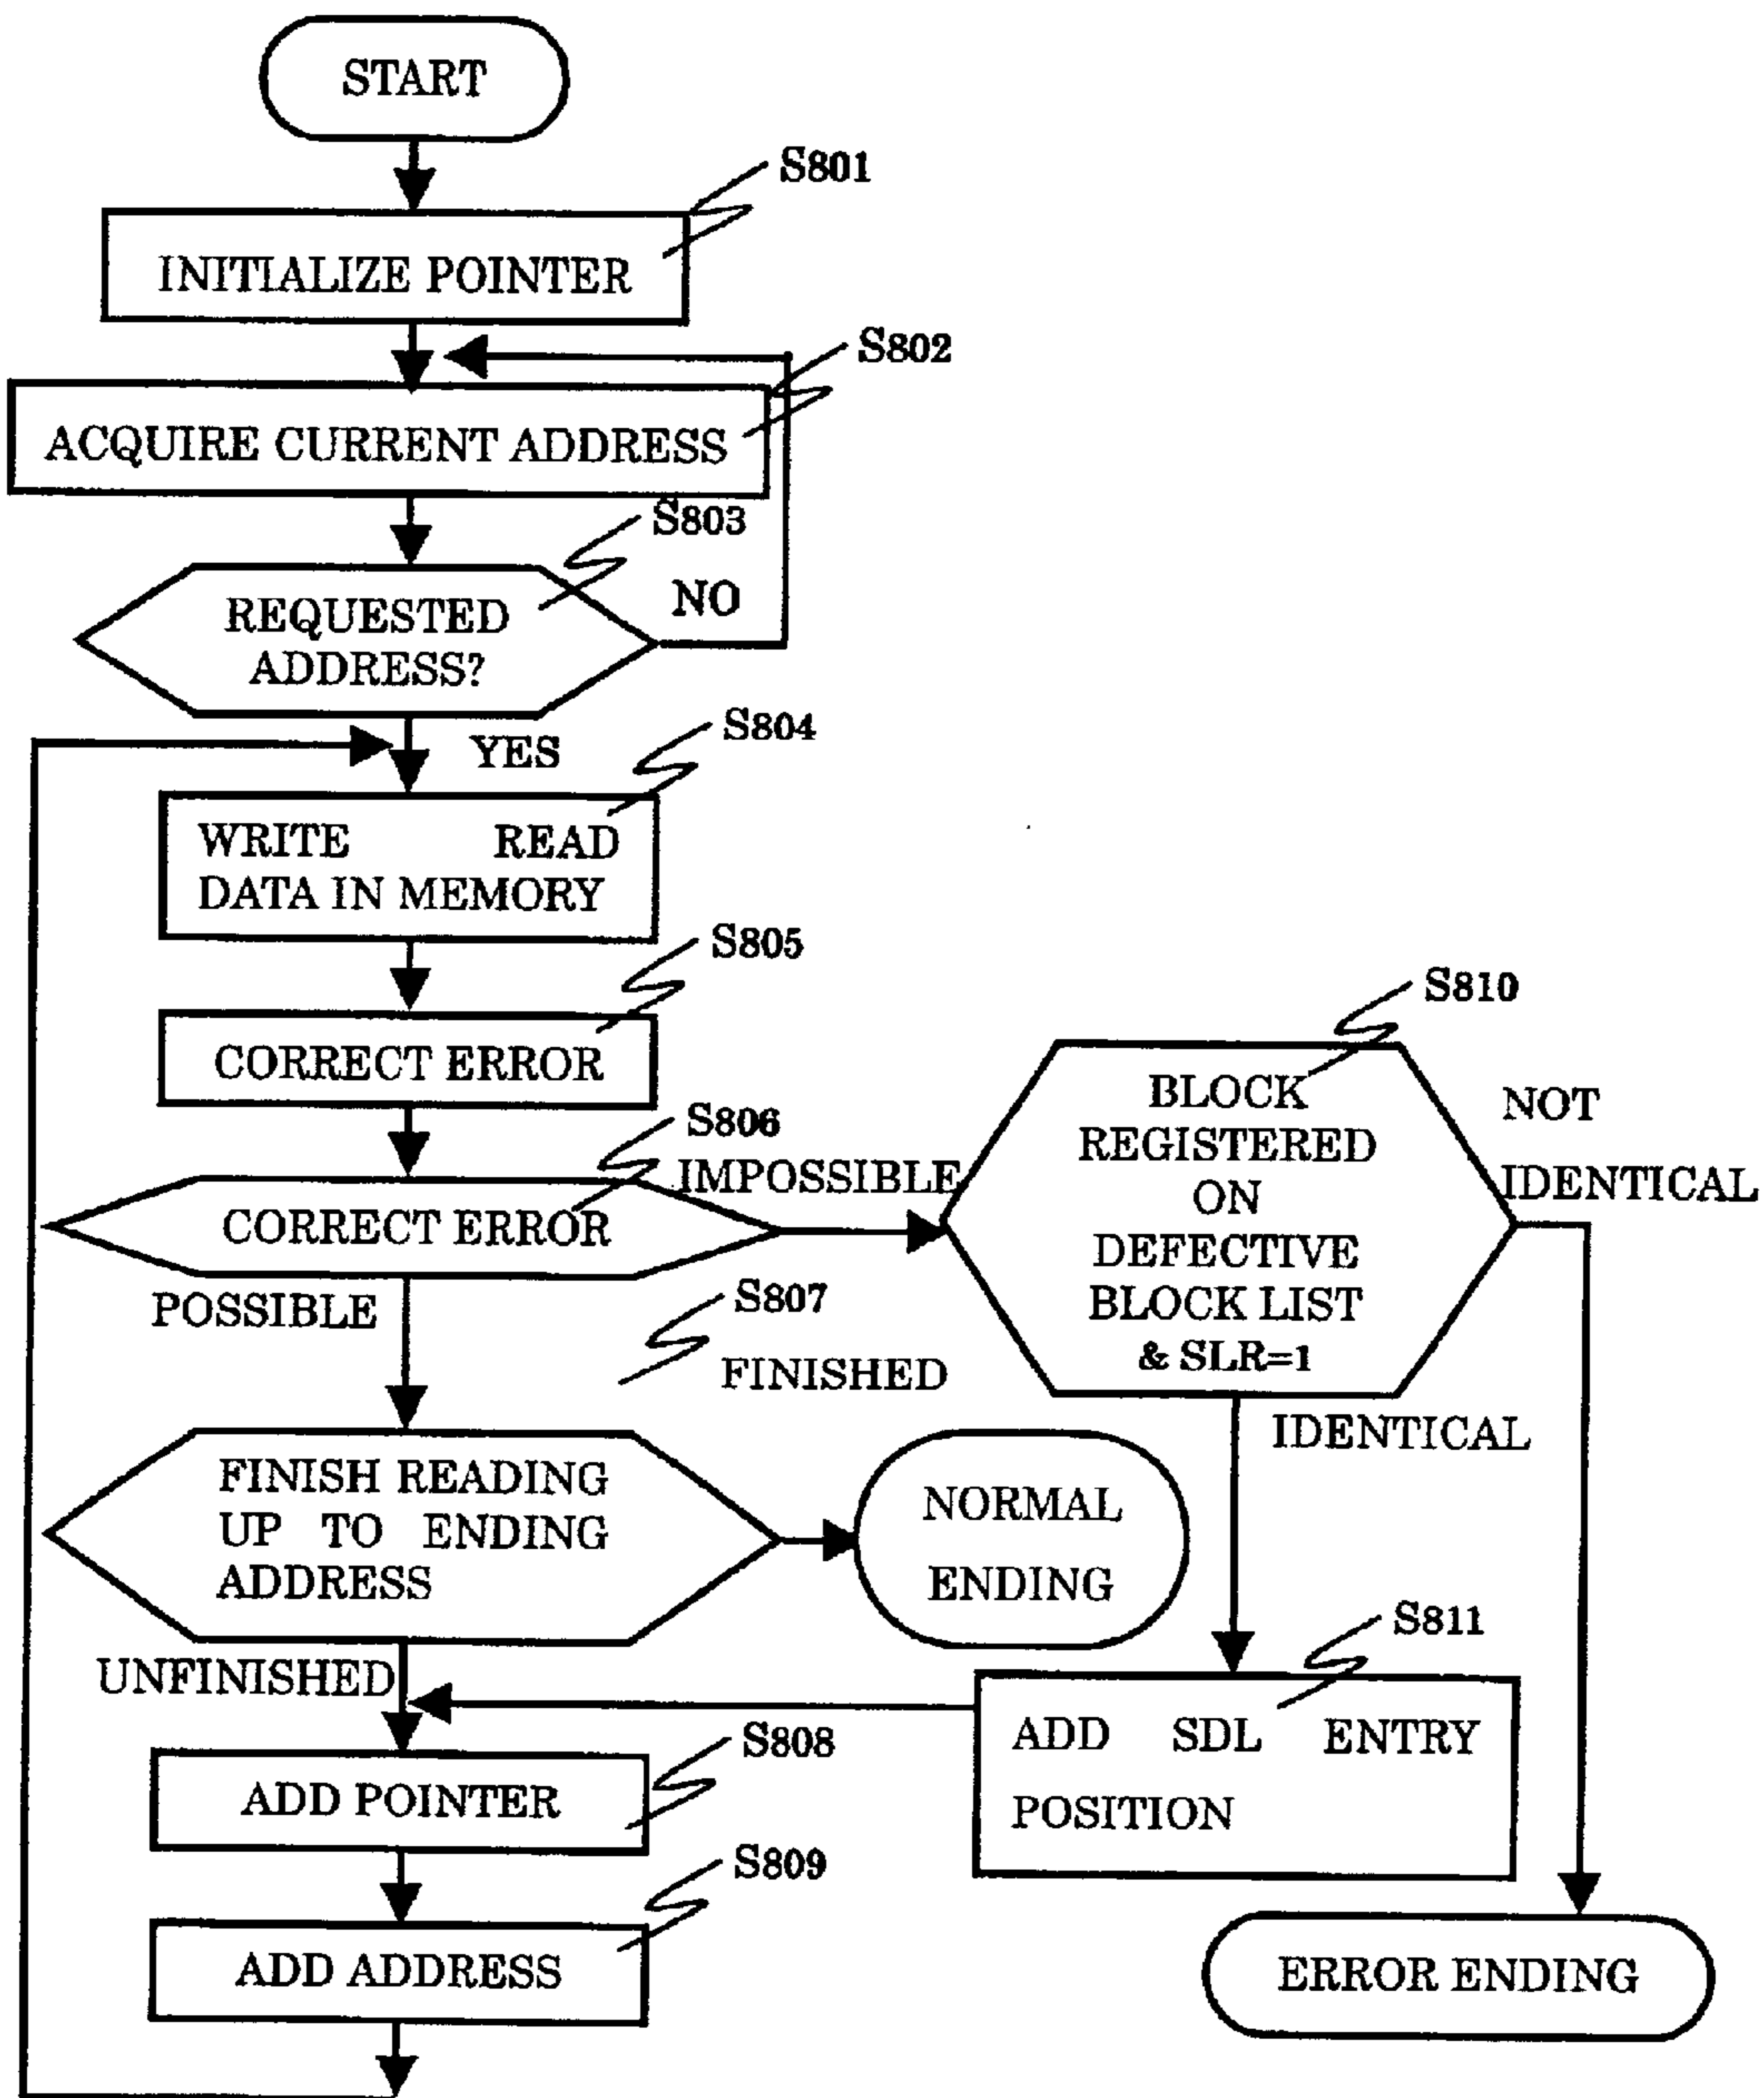 START
S801
INITIALIZE POINTER
S802
ACQUIRE CURRENT ADDRESS
S803
REQUESTED
ADDRESS?
NO
YES
S804
WRITE READ
DATA IN MEMORY
S805
CORRECT ERROR
S806
IMPOSSIBLE
CORRECT ERROR
POSSIBLE
S810
BLOCK
REGISTERED
ON
DEFECTIVE
BLOCK LIST
& SLR=1
NOT
IDENTICAL
IDENTICAL
S807
FINISHED
FINISH READING
UP TO ENDING
ADDRESS
NORMAL
ENDING
UNFINISHED
S811
ADD SDL ENTRY
POSITION
S808
ADD POINTER
S809
ADD ADDRESS
ERROR ENDING